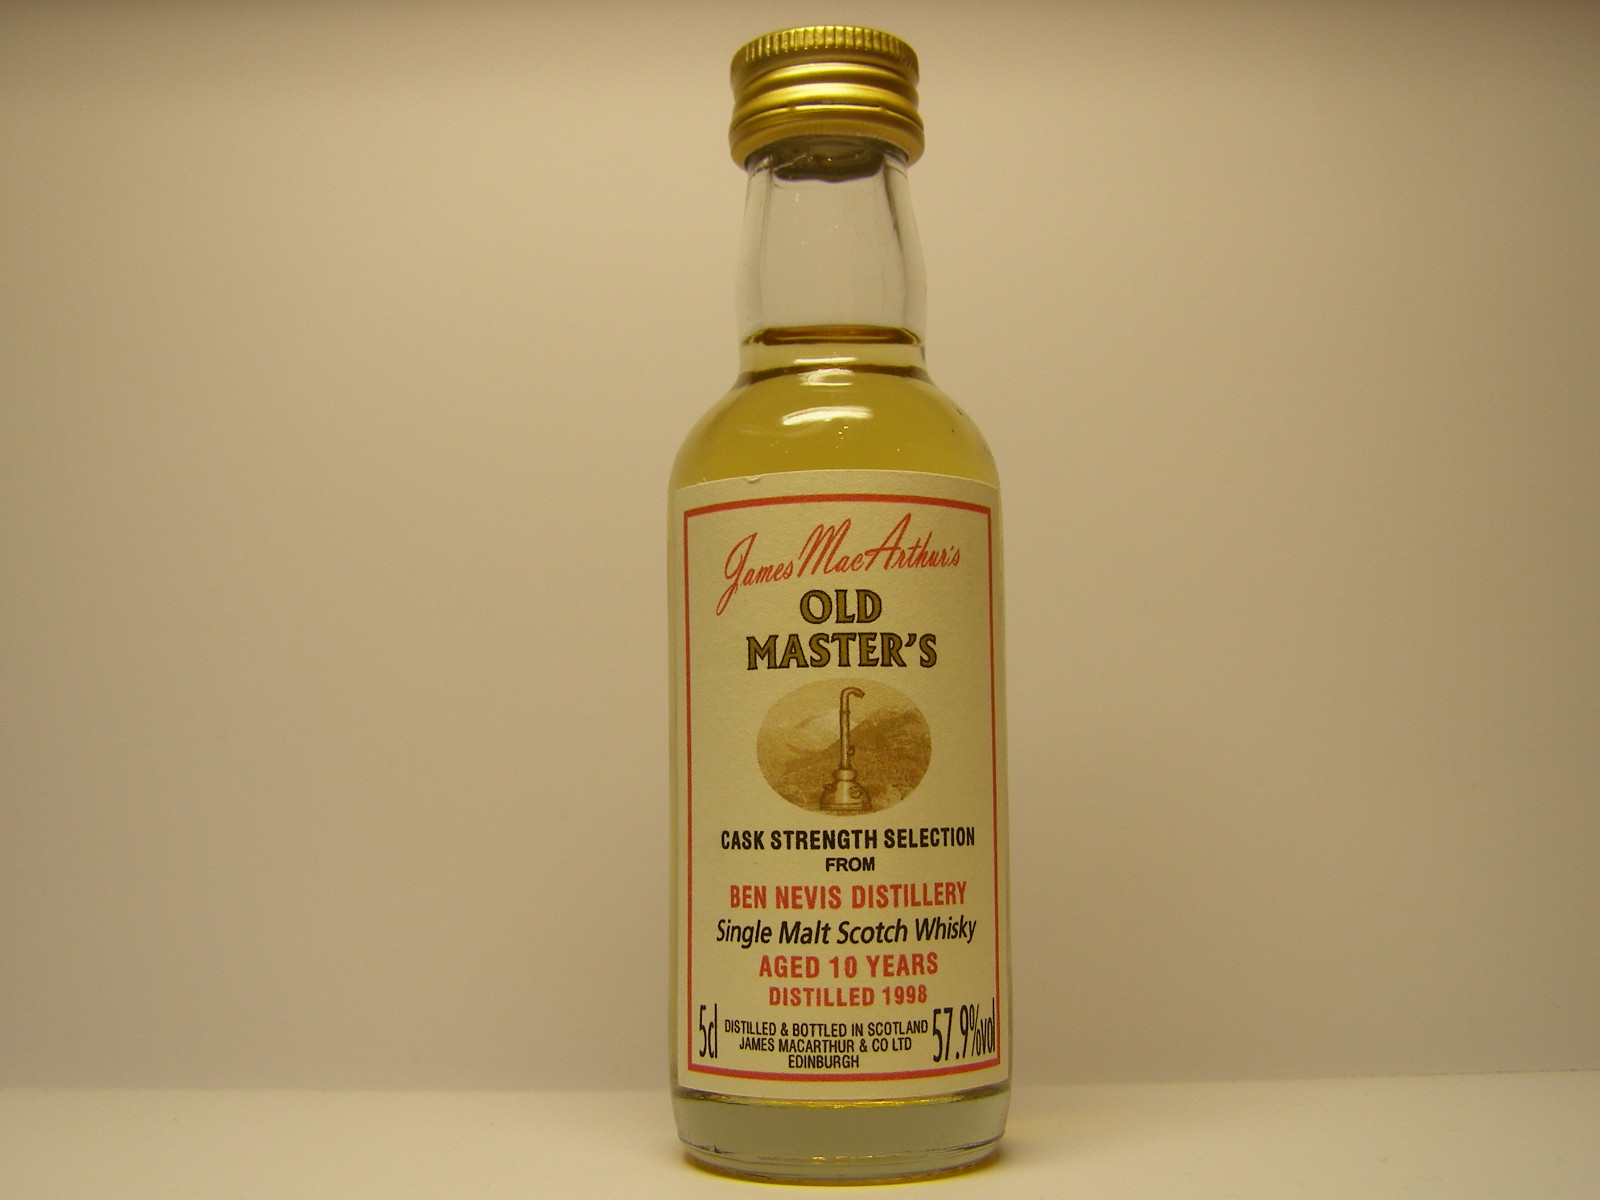 James MacArthur's
OLD
MASTER'S
CASK STRENGTH SELECTION
FROM
BEN NEVIS DISTILLERY
Single Malt Scotch Whisky
AGED 10 YEARS
DISTILLED 1998
5cl
DISTILLED & BOTTLED IN SCOTLAND
JAMES MACARTHUR & CO LTD
EDINBURGH
57.9%vol